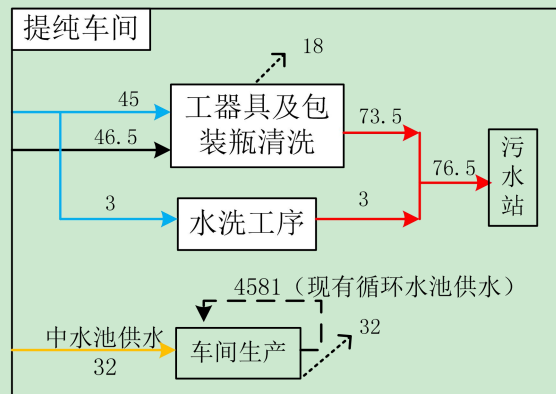 提纯车间
18
45
工器具及包
装瓶清洗
73.5
46.5
污
水
站
76.5
3
水洗工序
3
4581（现有循环水池供水）
中水池供水
32
车间生产
32